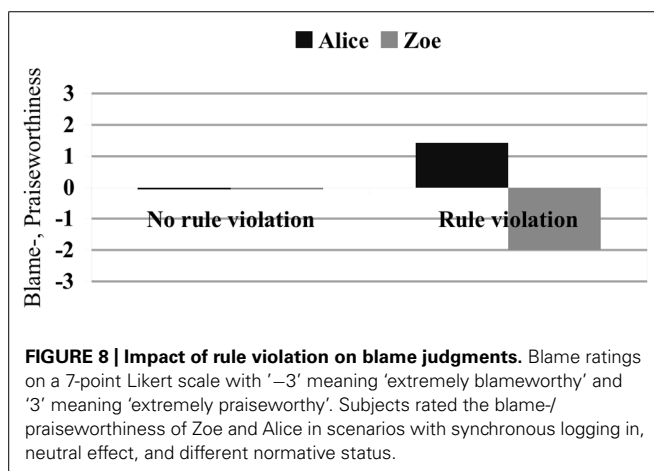 ■ Alice ■ Zoe
Blame-, Praiseworthiness
3
2
1
0
-1
-2
-3
No rule violation Rule violation
FIGURE 8 | Impact of rule violation on blame judgments. Blame ratings
on a 7-point Likert scale with ‘−3’ meaning ‘extremely blameworthy’ and
‘3’ meaning ‘extremely praiseworthy’. Subjects rated the blame-/
praiseworthiness of Zoe and Alice in scenarios with synchronous logging in,
neutral effect, and different normative status.